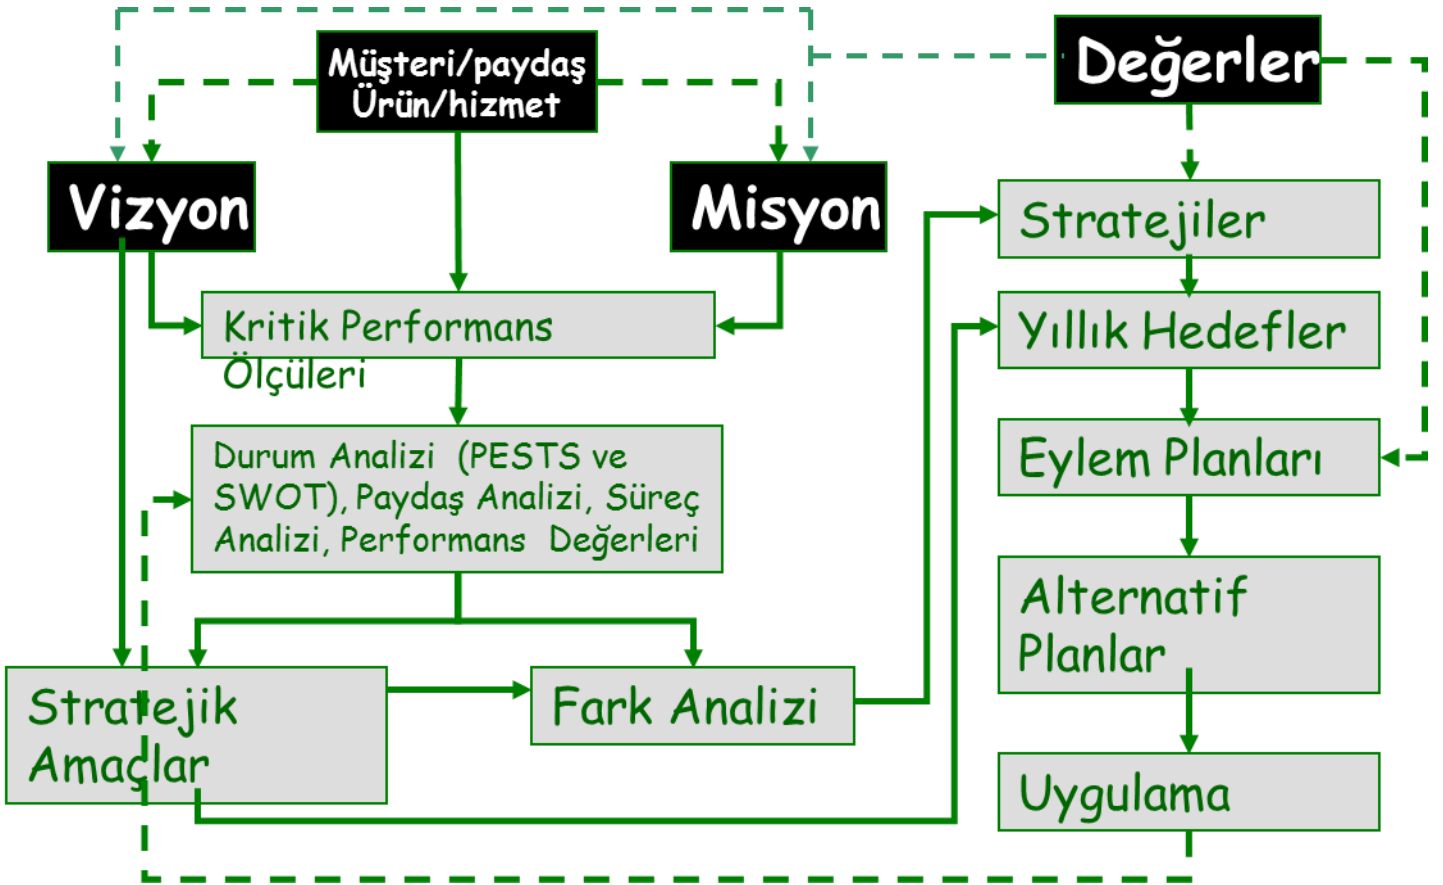 Müşteri/paydaş
Ürün/hizmet
Değerler
Vizyon
Misyon
Kritik Performans
Ölçüleri
Durum Analizi (PESTS ve
SWOT), Paydaş Analizi, Süreç
Analizi, Performans Değerleri
Stratejik
Amaçlar
Fark Analizi
Stratejiler
Yıllık Hedefler
Eylem Planları
Alternatif
Planlar
Uygulama